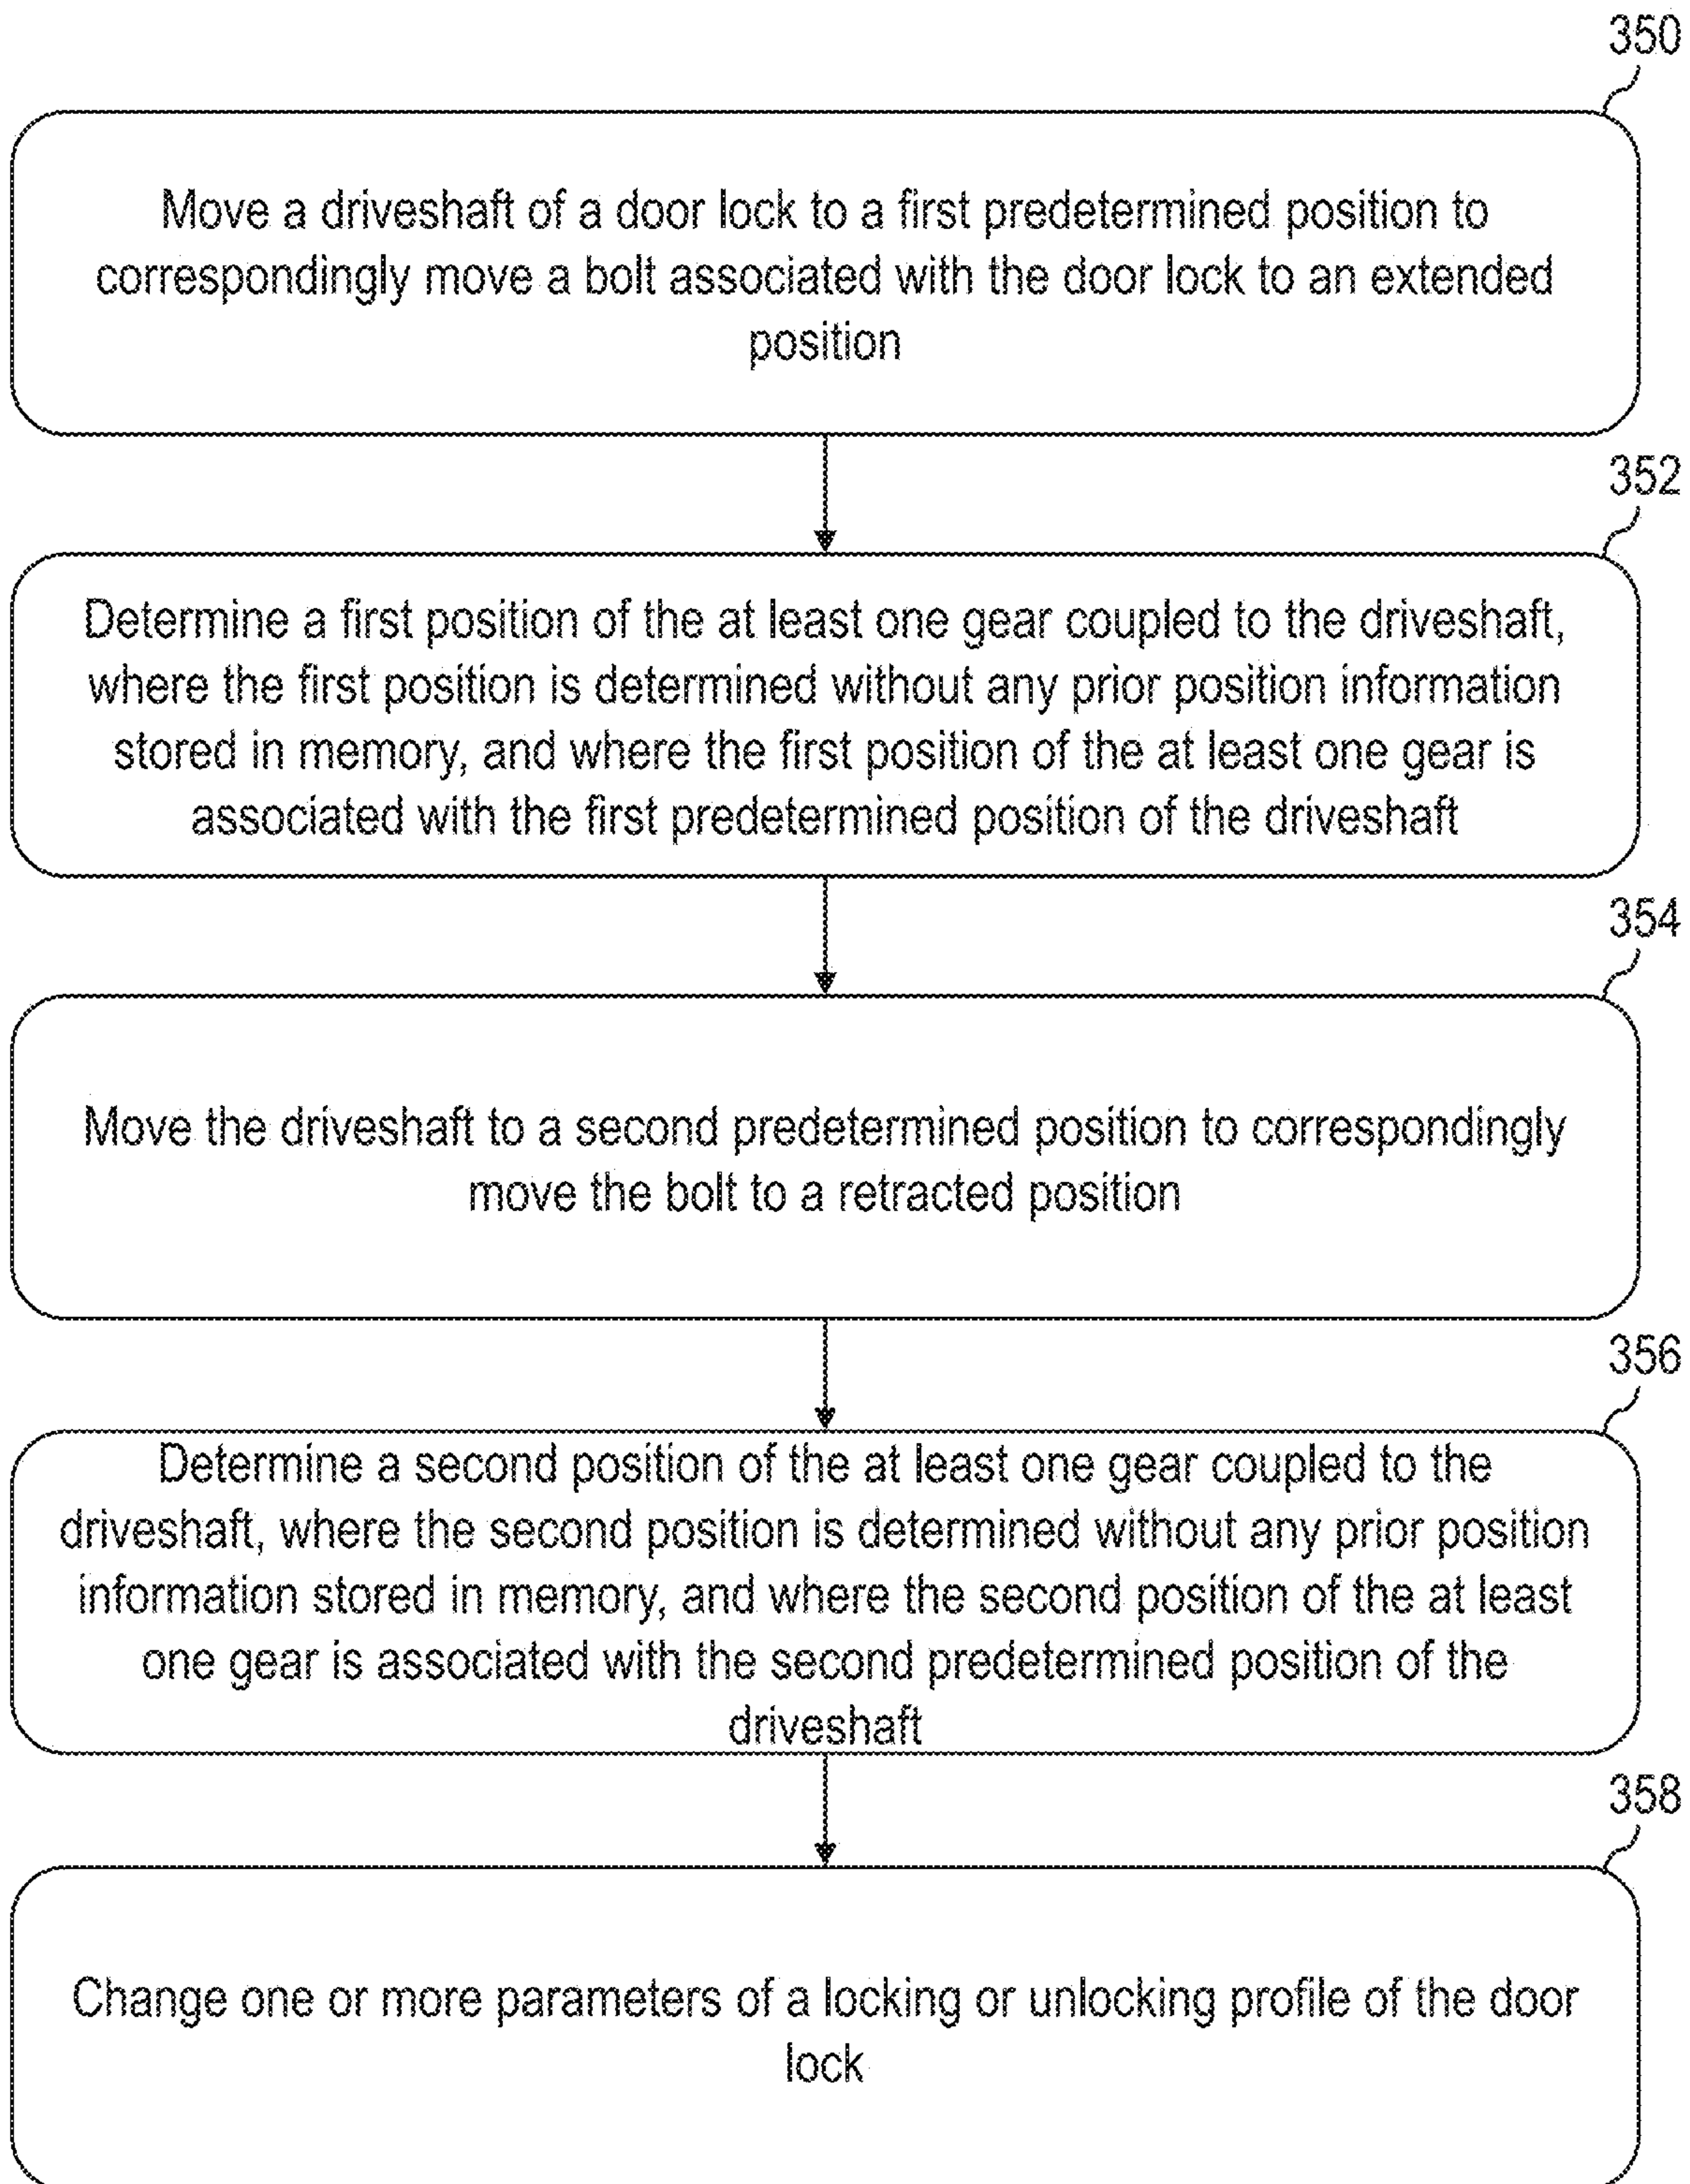 350
Move a driveshaft of a door lock to a first predetermined position to
correspondingly move a bolt associated with the door lock to an extended
position
352
Determine a first position of the at least one gear coupled to the driveshaft,
where the first position is determined without any prior position information
stored in memory, and where the first position of the at least one gear is
associated with the first predetermined position of the driveshaft
354
Move the driveshaft to a second predetermined position to correspondingly
move the bolt to a retracted position
356
Determine a second position of the at least one gear coupled to the
driveshaft, where the second position is determined without any prior position
information stored in memory, and where the second position of the at least
one gear is associated with the second predetermined position of the
driveshaft
358
Change one or more parameters of a locking or unlocking profile of the door
lock